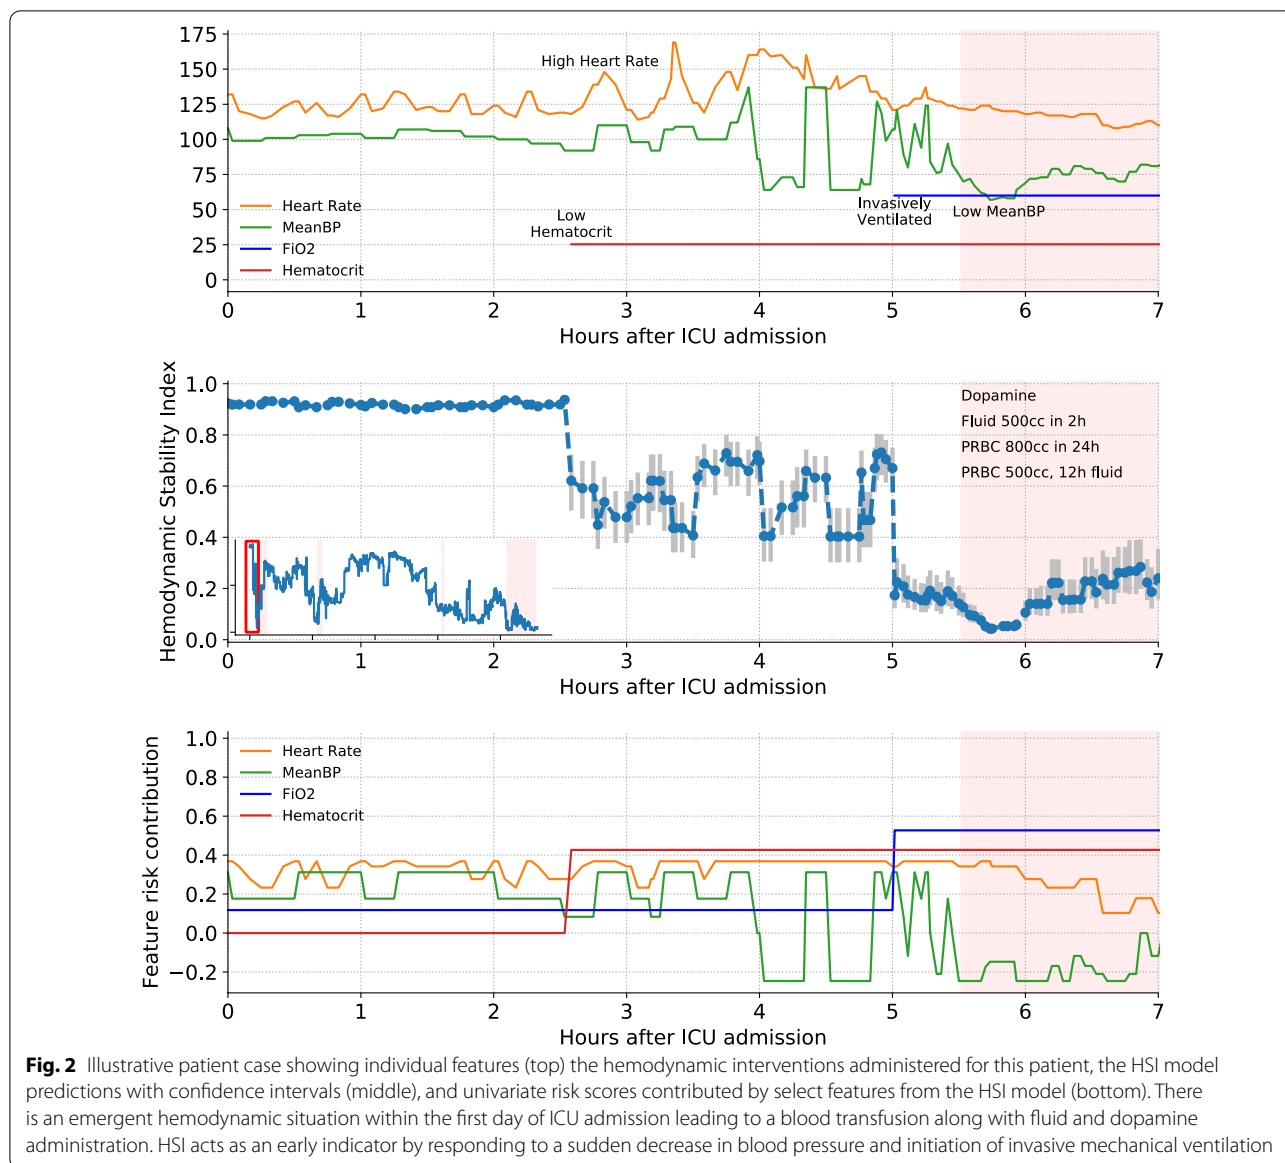 175
150
125
100
75
50
25
0
High Heart Rate
Low
Hematocrit
Invasively
Ventilated
Low MeanBP
Heart Rate
MeanBP
FiO2
Hematocrit
0 1 2 3 4 5 6 7
Hours after ICU admission
Hemodynamic Stability Index
1.0
0.8
0.6
0.4
0.2
0.0
Dopamine
Fluid 500cc in 2h
PRBC 800cc in 24h
PRBC 500cc, 12h fluid
0 1 2 3 4 5 6 7
Hours after ICU admission
Feature risk contribution
1.0
0.8
0.6
0.4
0.2
0.0
−0.2
Heart Rate
MeanBP
FiO2
Hematocrit
0 1 2 3 4 5 6 7
Hours after ICU admission
Fig. 2 Illustrative patient case showing individual features (top) the hemodynamic interventions administered for this patient, the HSI model
predictions with confidence intervals (middle), and univariate risk scores contributed by select features from the HSI model (bottom). There
is an emergent hemodynamic situation within the first day of ICU admission leading to a blood transfusion along with fluid and dopamine
administration. HSI acts as an early indicator by responding to a sudden decrease in blood pressure and initiation of invasive mechanical ventilation